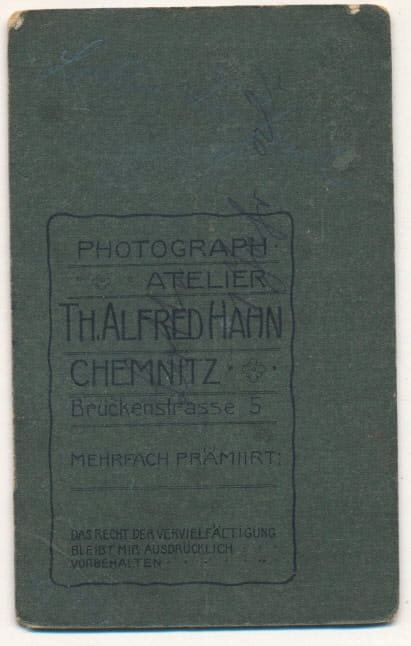 PHOTOGRAPH·
ATELIER
TH. ALFRED HAHN
CHEMNITZ ·
Brückenstrasse 5
MEHRFACH PRÄMIIRT:
DAS RECHT DER VERVIELFÄLTIGUNG
BLEIBT MIR AUSDRÜCKLICH
VORBEHALTEN · · · ·